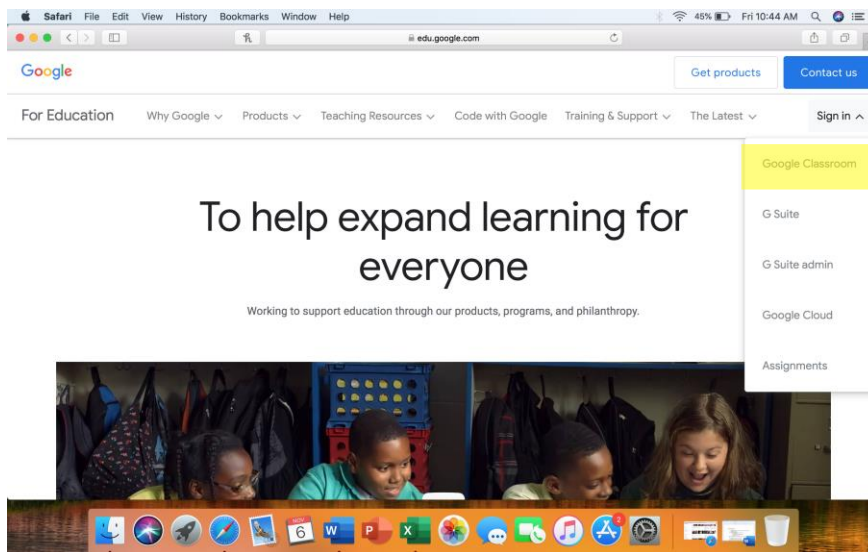 Safari File Edit View History Bookmarks Window Help 45% Fri 10:44 AM
edu.google.com
Google Get products Contact us
For Education Why Google Products Teaching Resources Code with Google Training & Support The Latest Sign in
Google Classroom
G Suite
G Suite admin
Google Cloud
Assignments
To help expand learning for
everyone
Working to support education through our products, programs, and philanthropy.
NOV
6 W P X 2